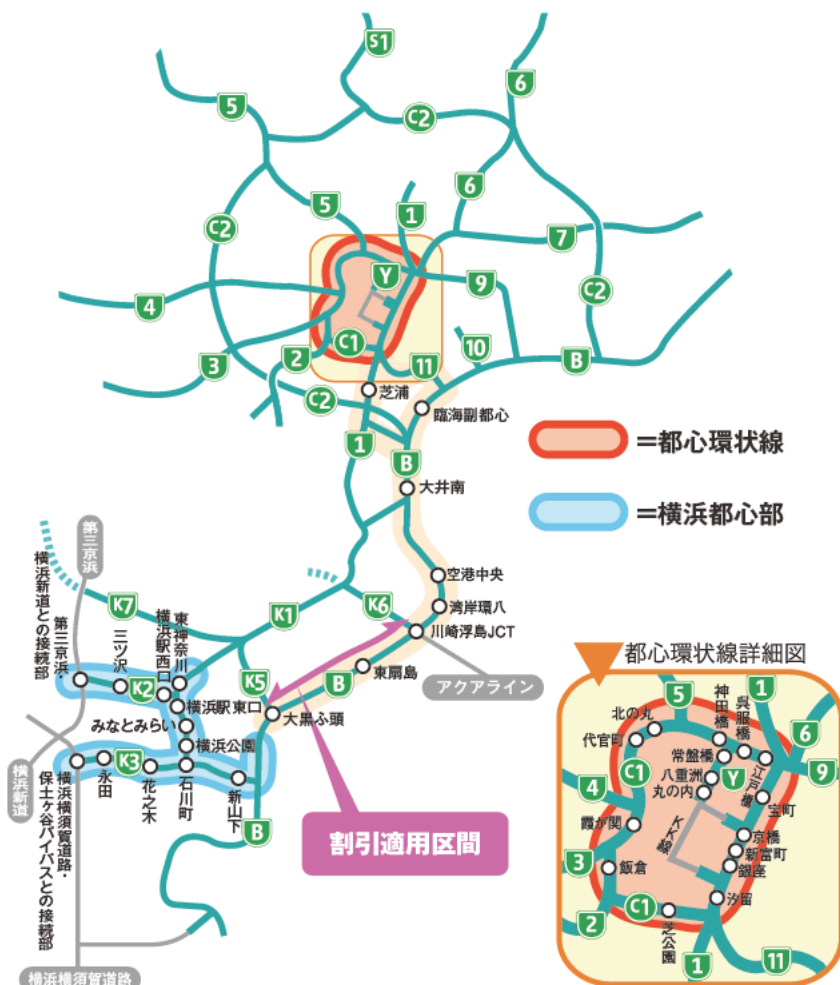 S1
5
6
C2
6
5
1
C2
7
Y
9
4
C2
C1
10
3
2
11
B
C2
芝浦
臨海副都心
1
=都心環状線
B
大井南
=横浜都心部
第三京浜
横浜新道との接続部
第三京浜・
空港中央
K7
三ツ沢
横浜駅西口
東神奈川
K1
K6
湾岸環八
川崎浮島JCT
K2
K5
B
東扇島
アクアライン
横浜駅東口
大黒ふ頭
みなとみらい
横浜公園
K3
永田
花之木
石川町
新山下
横浜新道
横浜横須賀道路・
保土ヶ谷バイパスとの接続部
B
割引適用区間
横浜横須賀道路
都心環状線詳細図
5
神田橋
呉服橋
1
北の丸
6
代官町
常盤橋
C1
八重洲
Y
江戸橋
9
4
丸の内
宝町
霞が関
KK線
京橋
新富町
3
飯倉
銀座
汐留
C1
2
芝公園
1
11